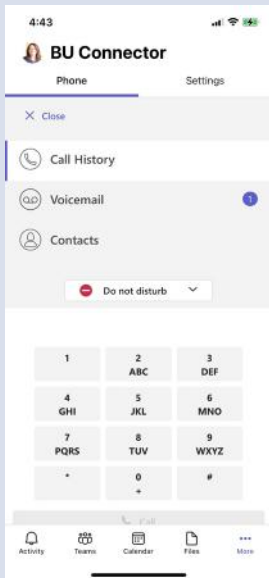 4:43
BU Connector
Phone Settings
Close
Call History
Voicemail 1
Contacts
Do not disturb
1 2 3
ABC DEF
4 5 6
GHI JKL MNO
7 8 9
PQRS TUV WXYZ
* 0 #
+
Call
Activity Teams Calendar Files More